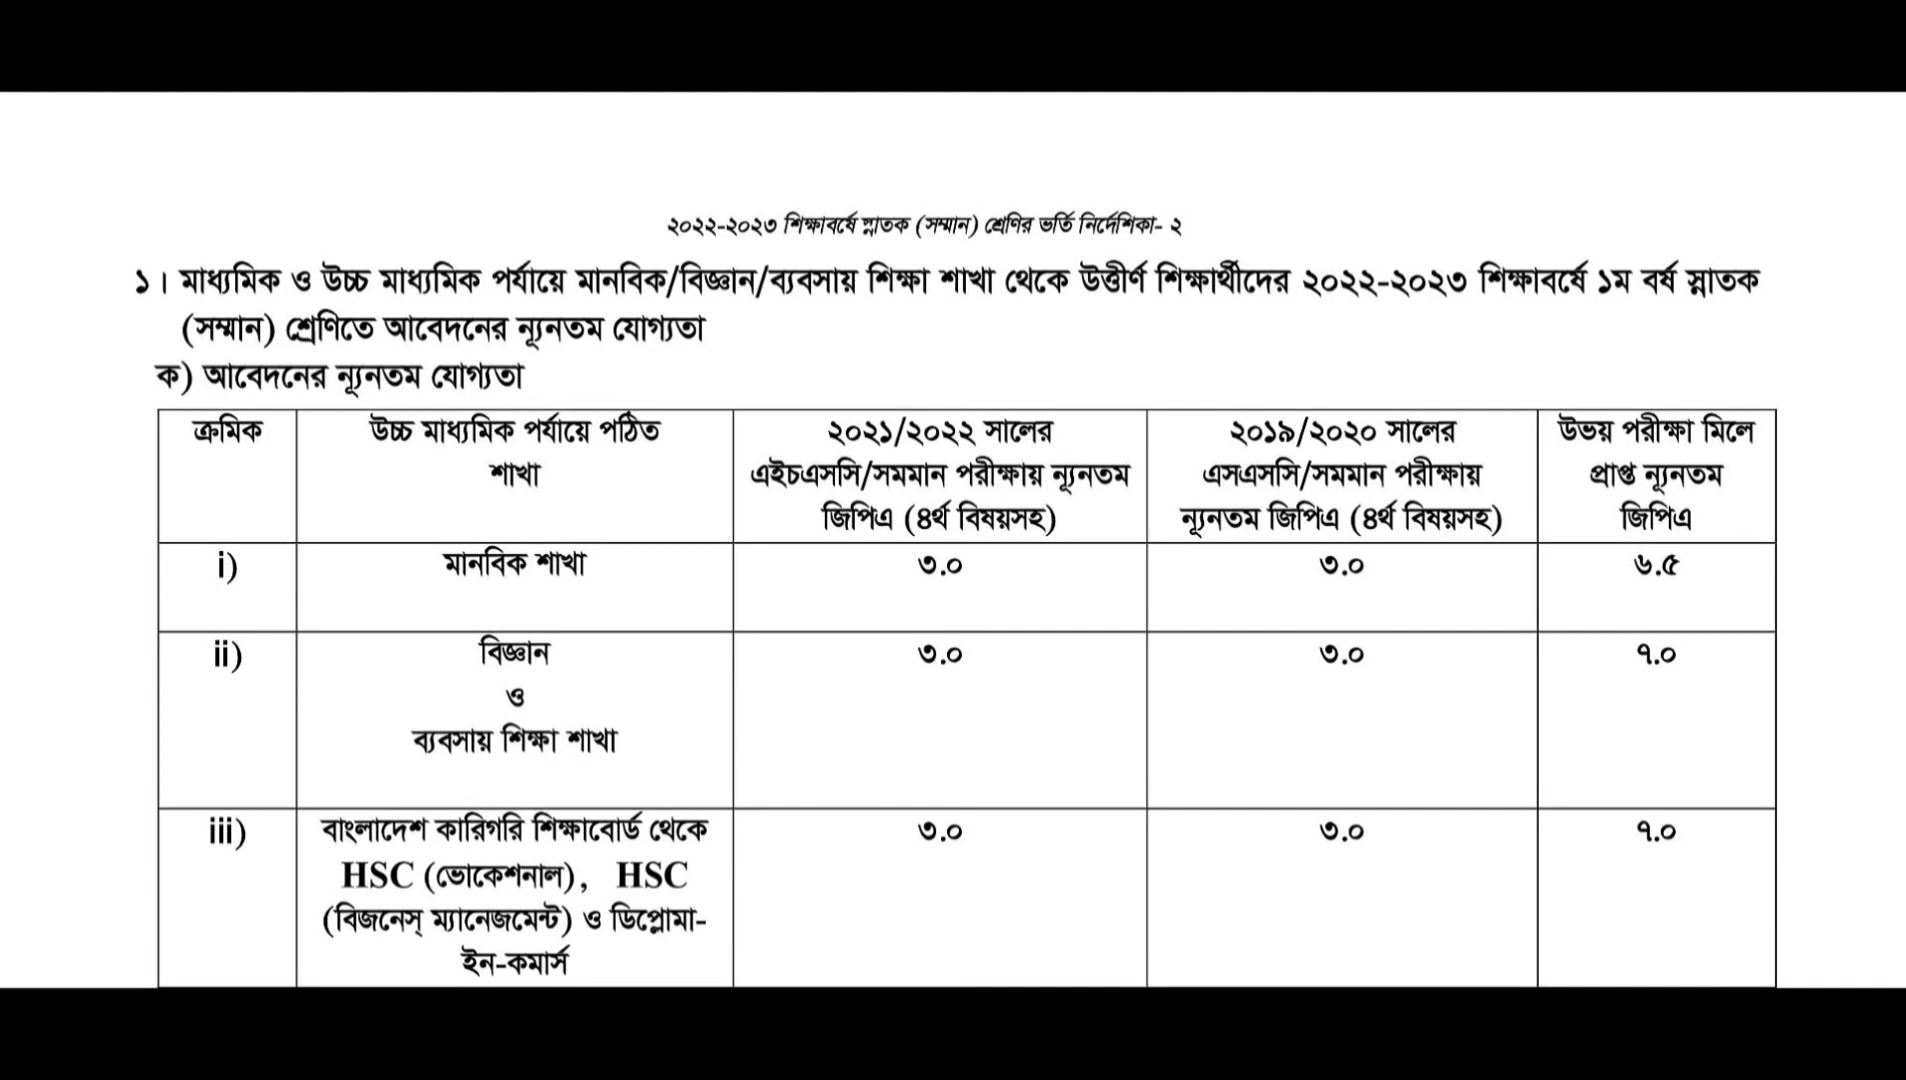 ২০২২-২০২৩ শিক্ষাবর্ষে স্নাতক (সম্মান) শ্রেণির ভর্তি নির্দেশিকা- ২
১। মাধ্যমিক ও উচ্চ মাধ্যমিক পর্যায়ে মানবিক/বিজ্ঞান/ব্যবসায় শিক্ষা শাখা থেকে উত্তীর্ণ শিক্ষার্থীদের ২০২২-২০২৩ শিক্ষাবর্ষে ১ম বর্ষ স্নাতক
(সম্মান) শ্রেণিতে আবেদনের ন্যূনতম যোগ্যতা
ক) আবেদনের ন্যূনতম যোগ্যতা
ক্রমিক
উচ্চ মাধ্যমিক পর্যায়ে পঠিত
শাখা
২০২১/২০২২ সালের
এইচএসসি/সমমান পরীক্ষায় ন্যূনতম
জিপিএ (৪র্থ বিষয়সহ)
২০১৯/২০২০ সালের
এসএসসি/সমমান পরীক্ষায়
ন্যূনতম জিপিএ (৪র্থ বিষয়সহ)
উভয় পরীক্ষা মিলে
প্রাপ্ত ন্যূনতম
জিপিএ
i)
মানবিক শাখা
৩.০
৩.০
৬.৫
ii)
বিজ্ঞান
ও
ব্যবসায় শিক্ষা শাখা
৩.০
৩.০
৭.০
iii)
বাংলাদেশ কারিগরি শিক্ষাবোর্ড থেকে
HSC (ভোকেশনাল), HSC
(বিজনেস্ ম্যানেজমেন্ট) ও ডিপ্লোমা-
ইন-কমার্স
৩.০
৩.০
৭.০